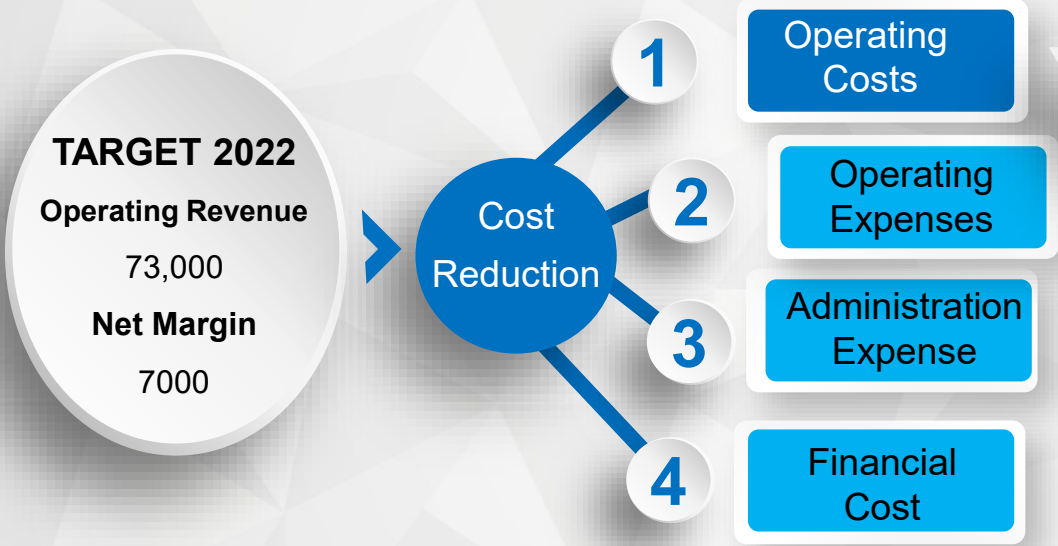 TARGET 2022
Operating Revenue
73,000
Net Margin
7000
Cost
Reduction
1
Operating
Costs
2
Operating
Expenses
3
Administration
Expense
4
Financial
Cost